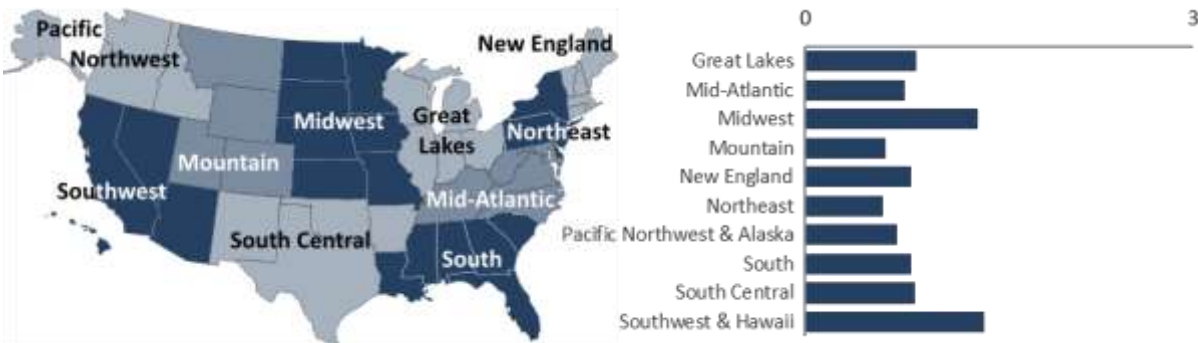 Pacific
Northwest
New England
Midwest
Great
Lakes
Northeast
Mountain
Southwest
Mid-Atlantic
South Central
South
0 3
Great Lakes
Mid-Atlantic
Midwest
Mountain
New England
Northeast
Pacific Northwest & Alaska
South
South Central
Southwest & Hawaii